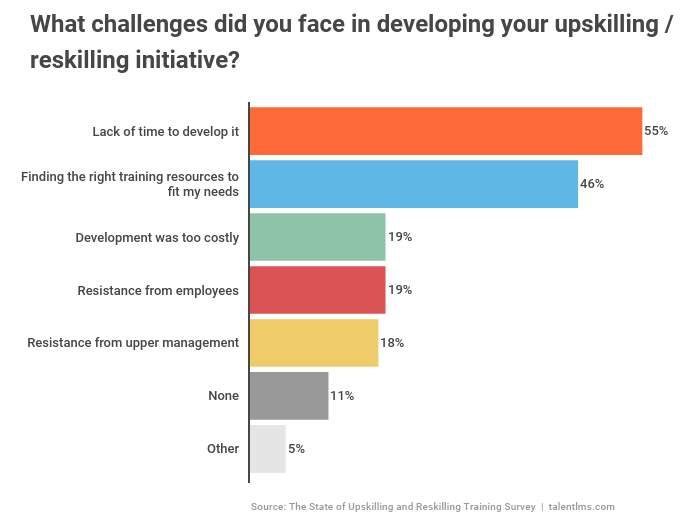 What challenges did you face in developing your upskilling /
reskilling initiative?
Lack of time to develop it
55%
Finding the right training resources to
fit my needs
46%
Development was too costly
19%
Resistance from employees
19%
Resistance from upper management
18%
None
11%
Other
5%
Source: The State of Upskilling and Reskilling Training Survey | talentlms.com